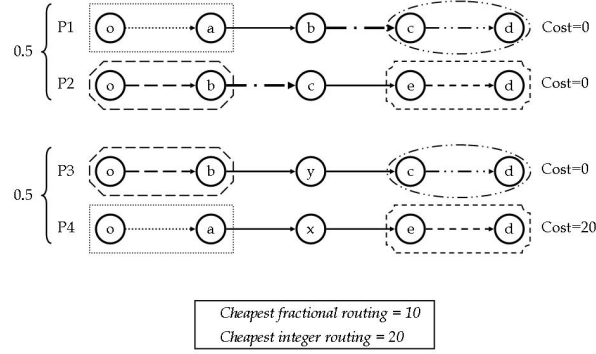 0.5
P1 o a b c d Cost=0
P2 o b c e d Cost=0
0.5
P3 o b y c d Cost=0
P4 o a x e d Cost=20
Cheapest fractional routing = 10
Cheapest integer routing = 20